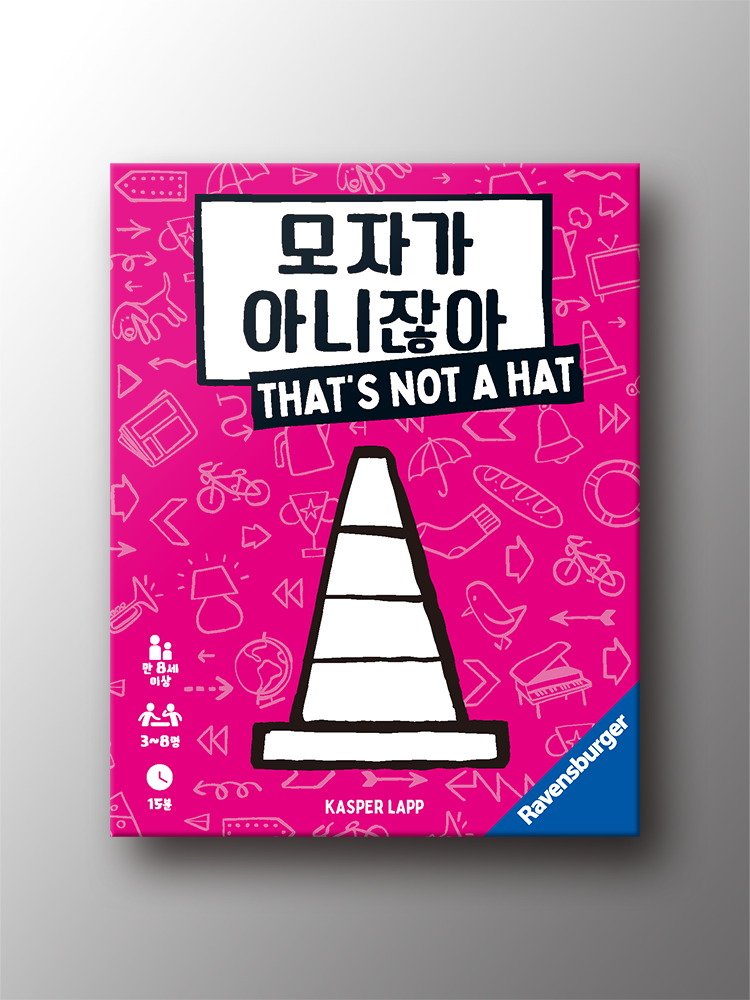 모자가
아니잖아
THAT'S NOT A HAT
만 8세
이상
3~8명
15분
KASPER LAPP
Ravensburger